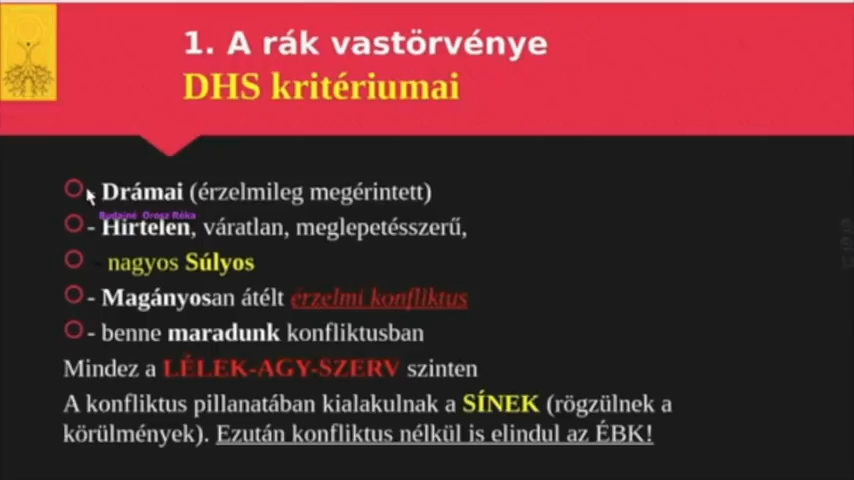 1. A rák vastörvénye
DHS kritériumai
- Drámai (érzelmileg megérintett)
Budainé Orosz Réka
- Hirtelen, váratlan, meglepetésszerű,
- nagyos Súlyos
- Magányosan átélt érzelmi konfliktus
- benne maradunk konfliktusban
Mindez a LÉLEK-AGY-SZERV szinten
A konfliktus pillanatában kialakulnak a SÍNEK (rögzülnek a
körülmények). Ezután konfliktus nélkül is elindul az ÉBK!